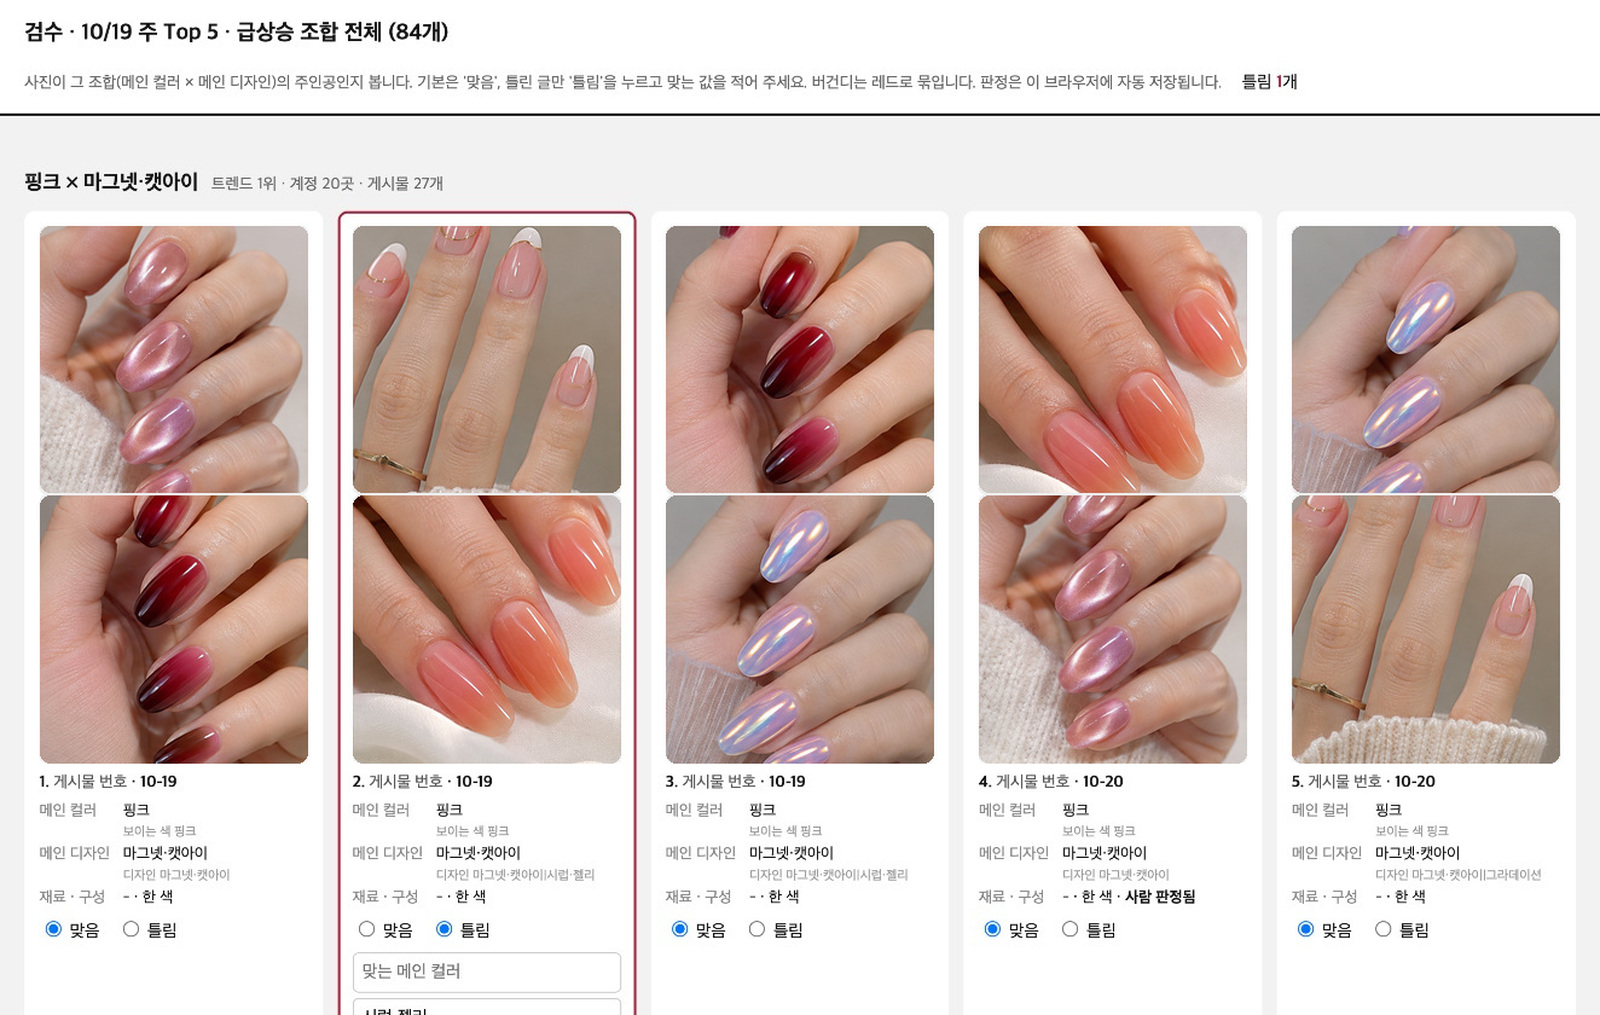 검수 · 10/19 주 Top 5 · 급상승 조합 전체 (84개)
사진이 그 조합(메인 컬러 × 메인 디자인)의 주인공인지 봅니다. 기본은 '맞음', 틀린 글만 '틀림'을 누르고 맞는 값을 적어 주세요. 버건디는 레드로 묶입니다. 판정은 이 브라우저에 자동 저장됩니다. 틀림 1개
핑크 × 마그넷·캣아이 트렌드 1위 · 계정 20곳 · 게시물 27개
1. 게시물 번호 · 10-19
메인 컬러 핑크
보이는 색 핑크
메인 디자인 마그넷·캣아이
디자인 마그넷·캣아이
재료 · 구성 - · 한 색
맞음 틀림
2. 게시물 번호 · 10-19
메인 컬러 핑크
보이는 색 핑크
메인 디자인 마그넷·캣아이
디자인 마그넷·캣아이|시럽·젤리
재료 · 구성 - · 한 색
맞음 틀림
맞는 메인 컬러
시럽·젤리
3. 게시물 번호 · 10-19
메인 컬러 핑크
보이는 색 핑크
메인 디자인 마그넷·캣아이
디자인 마그넷·캣아이|시럽·젤리
재료 · 구성 - · 한 색
맞음 틀림
4. 게시물 번호 · 10-20
메인 컬러 핑크
보이는 색 핑크
메인 디자인 마그넷·캣아이
디자인 마그넷·캣아이
재료 · 구성 - · 한 색 · 사람 판정됨
맞음 틀림
5. 게시물 번호 · 10-20
메인 컬러 핑크
보이는 색 핑크
메인 디자인 마그넷·캣아이
디자인 마그넷·캣아이|그라데이션
재료 · 구성 - · 한 색
맞음 틀림